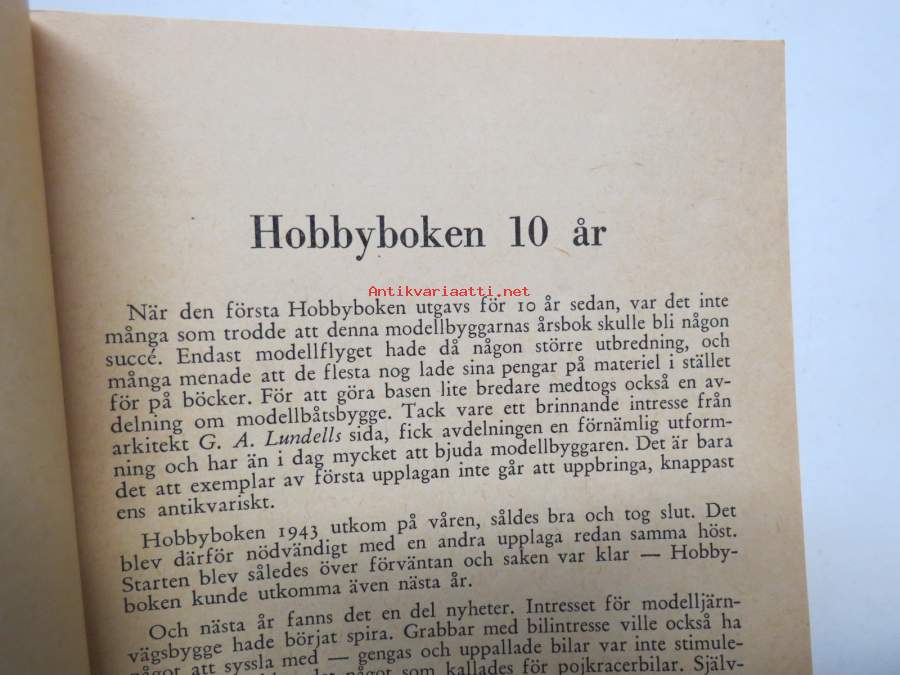 Hobbyboken 10 år
Antikvariaatti.net
När den första Hobbyboken utgavs för 10 år sedan, var det inte
många som trodde att denna modellbyggarnas årsbok skulle bli någon
succé. Endast modellflyget hade då någon större utbredning, och
många menade att de flesta nog lade sina pengar på materiel i stället
för på böcker. För att göra basen lite bredare medtogs också en av-
delning om modellbåtsbygge. Tack vare ett brinnande intresse från
arkitekt G. A. Lundells sida, fick avdelningen en förnämlig utform-
ning och har än i dag mycket att bjuda modellbyggaren. Det är bara
det att exemplar av första upplagan inte går att uppbringa, knappast
ens antikvariskt.
Hobbyboken 1943 utkom på våren, såldes bra och tog slut. Det
blev därför nödvändigt med en andra upplaga redan samma höst.
Starten blev således över förväntan och saken var klar — Hobby-
boken kunde utkomma även nästa år.
Och nästa år fanns det en del nyheter. Intresset för modelljärn-
vägsbygge hade börjat spira. Grabbar med bilintresse ville också ha
något att syssla med — gengas och uppallade bilar var inte stimule-
det något som kallades för pojkracerbilar. Själv-